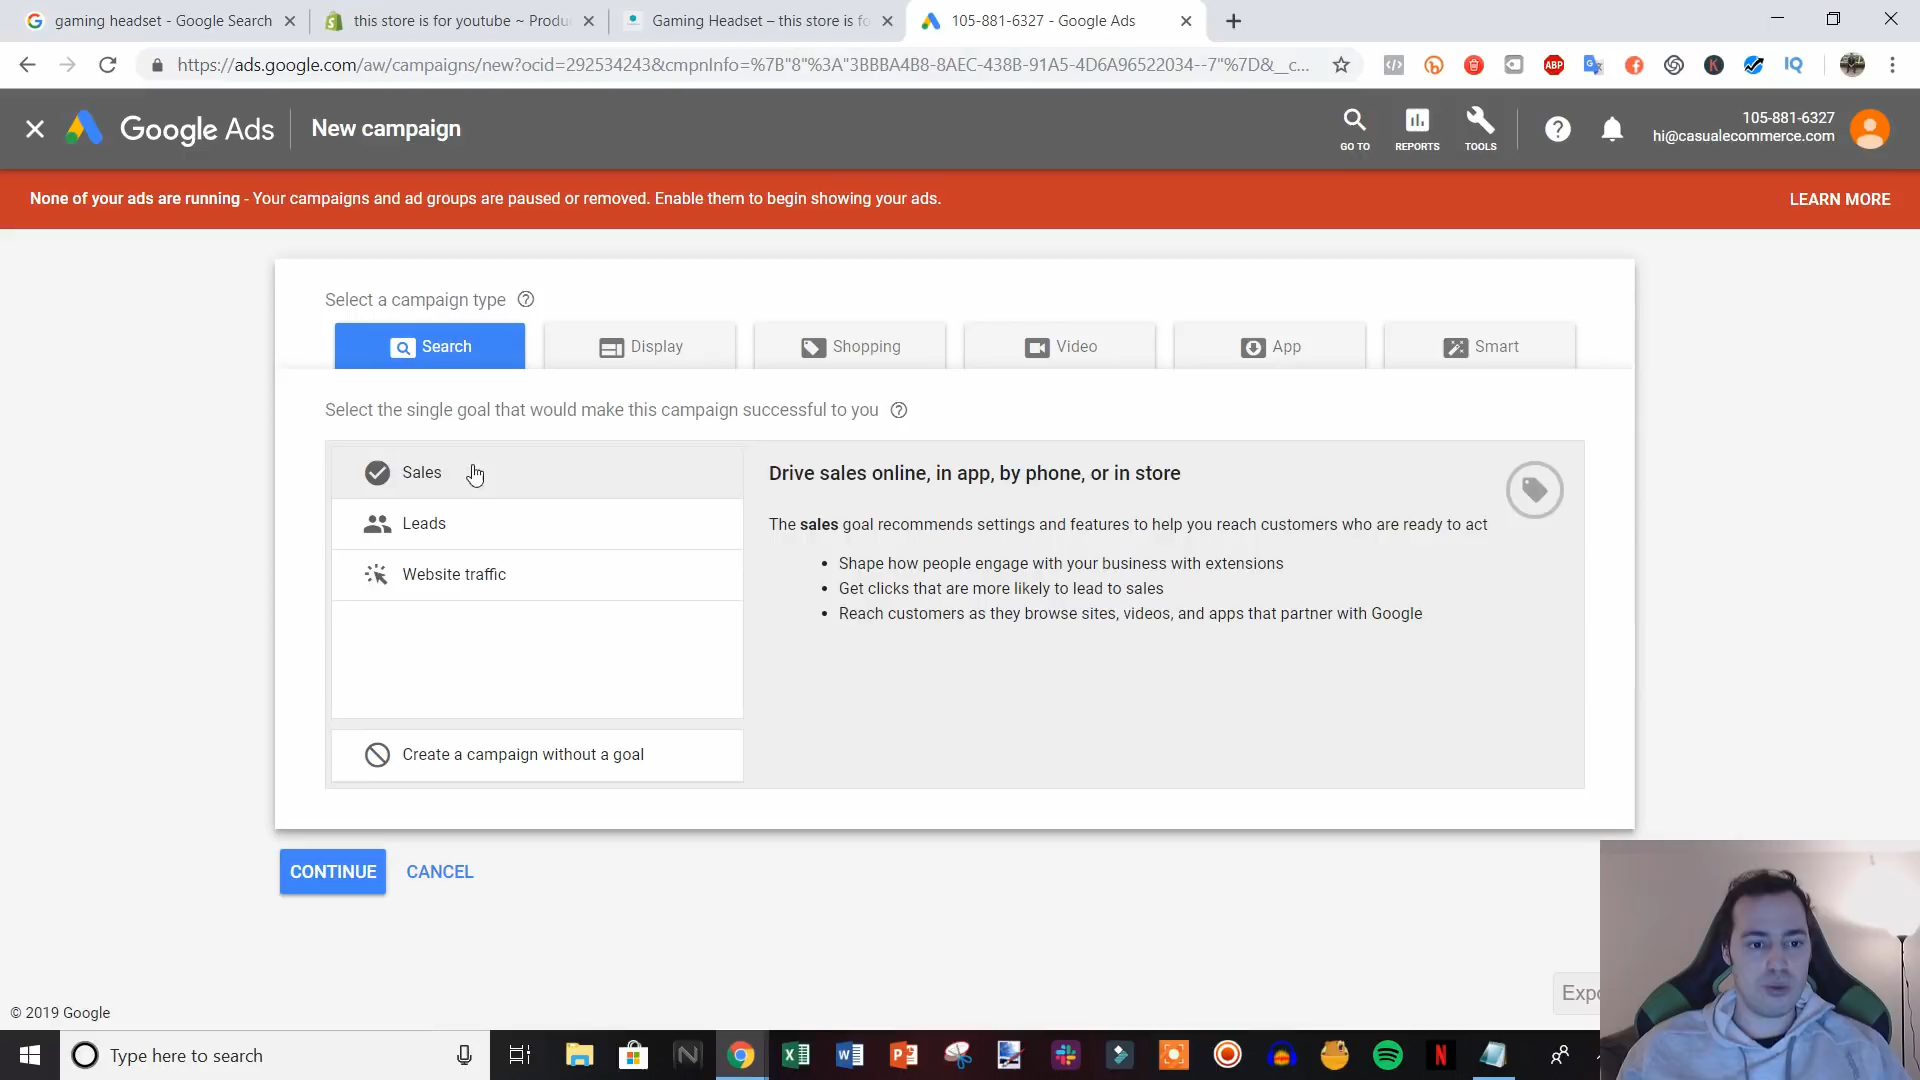 gaming headset - Google Search
this store is for youtube ~ Produ
Gaming Headset – this store is fo
105-881-6327 - Google Ads
https://ads.google.com/aw/campaigns/new?ocid=292534243&cmpnInfo=%7B"8"%3A"3BBBA4B8-8AEC-438B-91A5-4D6A96522034--7"%7D&__c...
ABP
IQ
Google Ads
New campaign
GO TO
REPORTS
TOOLS
105-881-6327
hi@casualecommerce.com
None of your ads are running - Your campaigns and ad groups are paused or removed. Enable them to begin showing your ads.
LEARN MORE
Select a campaign type
Search
Display
Shopping
Video
App
Smart
Select the single goal that would make this campaign successful to you
Sales
Leads
Website traffic
Create a campaign without a goal
Drive sales online, in app, by phone, or in store
The sales goal recommends settings and features to help you reach customers who are ready to act
Shape how people engage with your business with extensions
Get clicks that are more likely to lead to sales
Reach customers as they browse sites, videos, and apps that partner with Google
CONTINUE
CANCEL
Expo
© 2019 Google
Type here to search